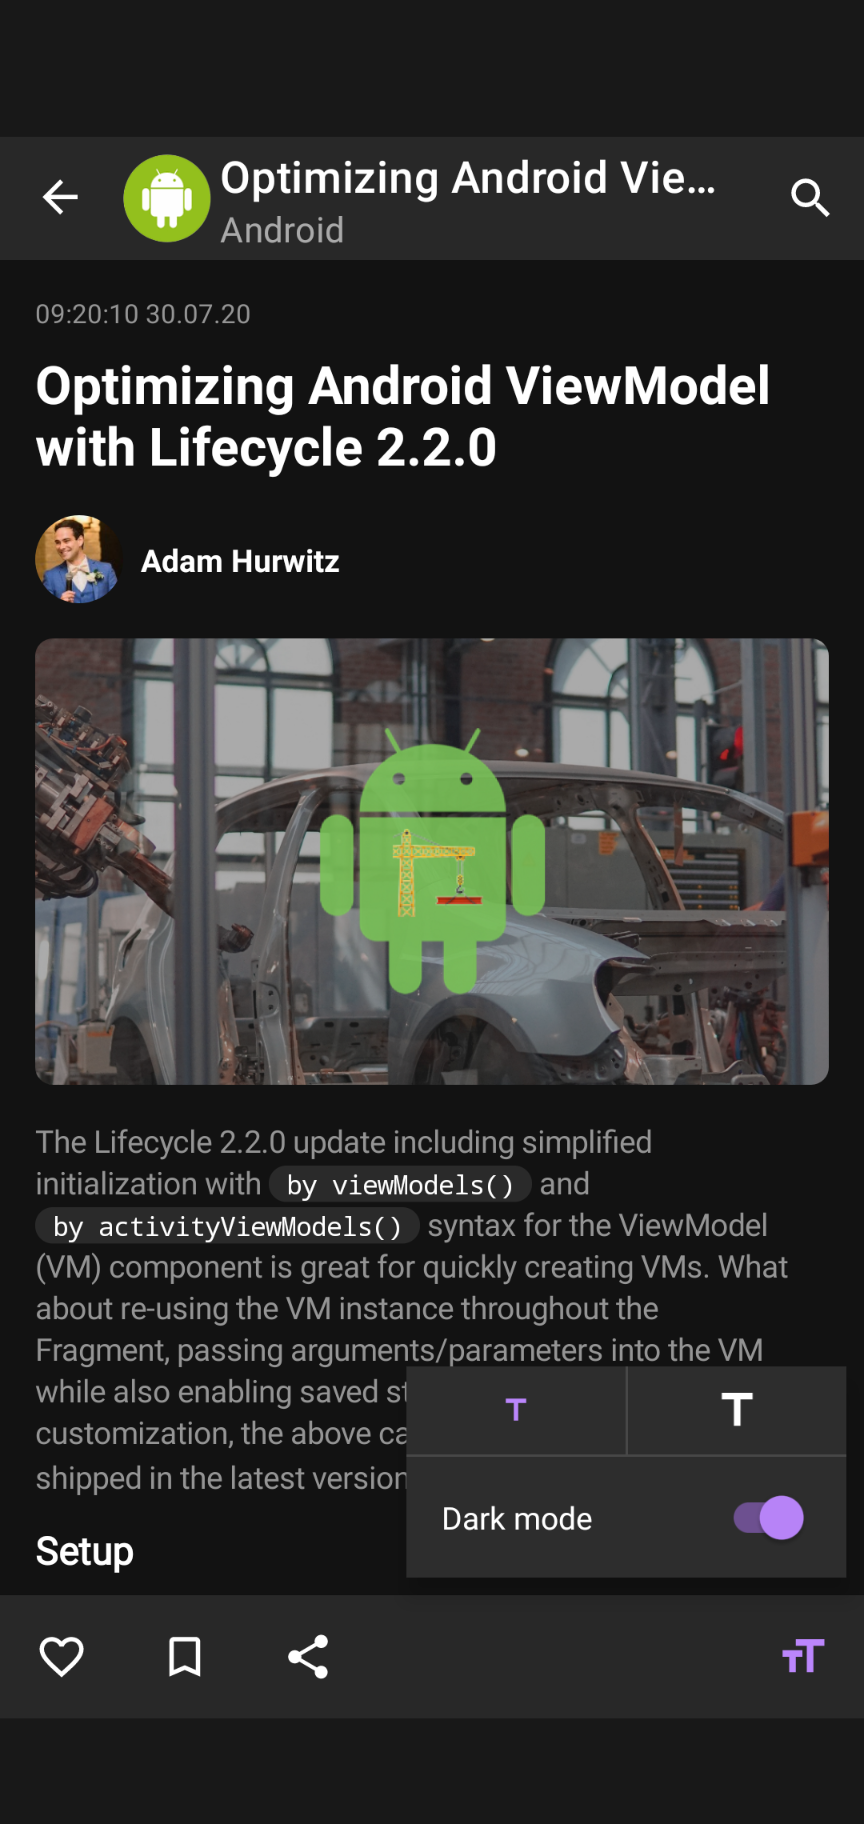 Optimizing Android Vie...
Android
09:20:10 30.07.20
Optimizing Android ViewModel
with Lifecycle 2.2.0
Adam Hurwitz
The Lifecycle 2.2.0 update including simplified
initialization with by viewModels() and
by activityViewModels() syntax for the ViewModel
(VM) component is great for quickly creating VMs. What
about re-using the VM instance throughout the
Fragment, passing arguments/parameters into the VM
while also enabling saved st
customization, the above ca
shipped in the latest version
T T
Dark mode
Setup
TT